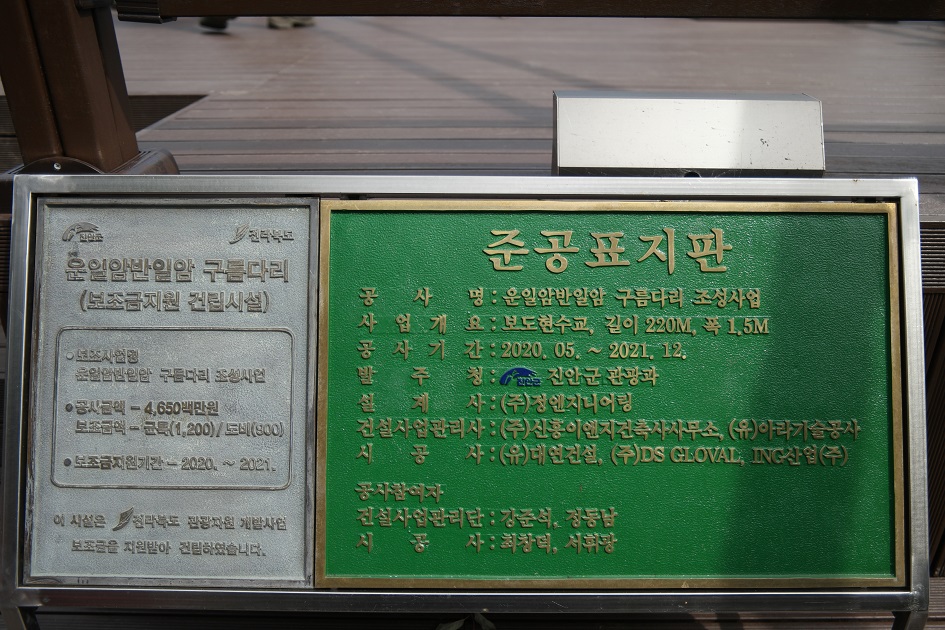 진안군 전라북도
운일암반일암 구름다리
(보조금지원 건립시설)
● 보조사업명
운일암반일암 구름다리 조성사업
● 공사금액 - 4,650백만원
보조금액 - 균특(1,200)/ 도비(900)
● 보조금지원기간 - 2020. ~ 2021.
이 시설은 전라북도 관광자원 개발사업
보조금을 지원받아 건립하였습니다.
준공표지판
공 사 명 : 운일암반일암 구름다리 조성사업
사 업 개 요 : 보도현수교, 길이 220M, 폭 1.5M
공 사 기 간 : 2020. 05. ~ 2021. 12.
발 주 청 : 진안군 진안군 관광과
설 계 사 : (주)정엔지니어링
건설사업관리사 : (주)신흥이엔지건축사사무소, (유)아라기술공사
시 공 사 : (유)대연건설, (주)DS GLOVAL, ING산업(주)
공사참여자
건설사업관리단 : 강준석, 정동남
시 공 사 : 최창덕, 서휘광